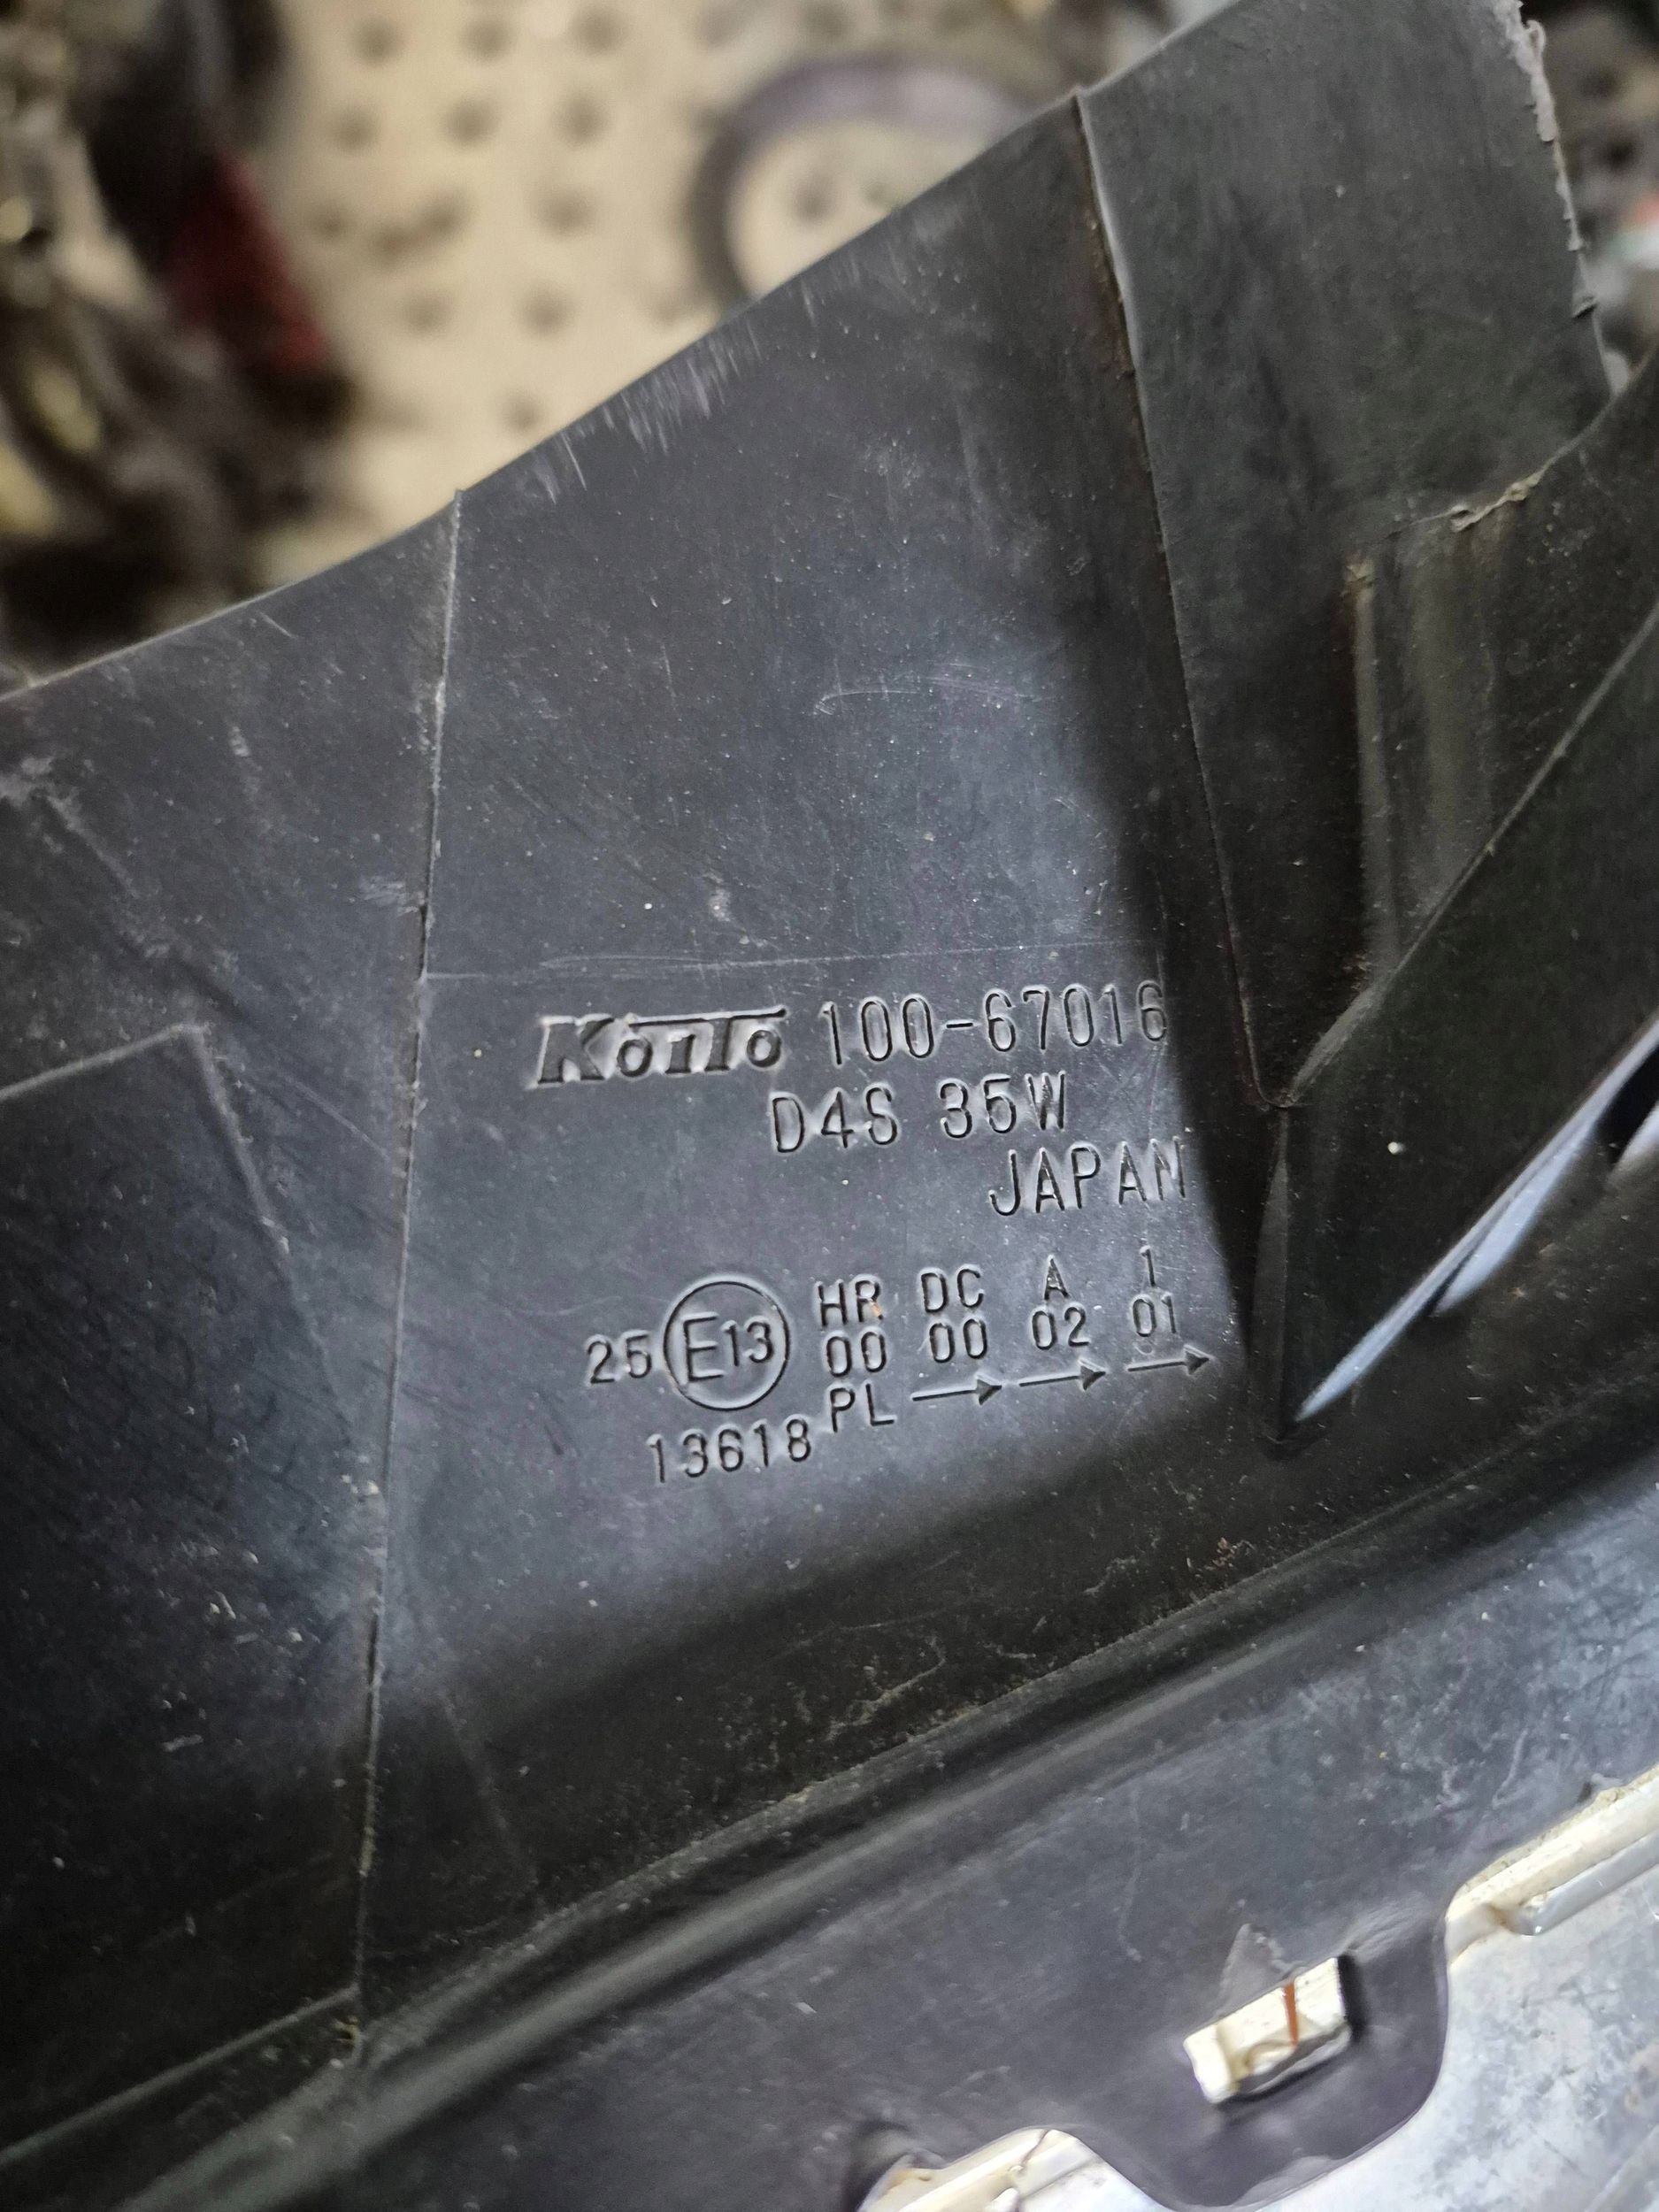 KOITO 100-67016
D4S 35W
JAPAN
HR DC A 1
25 E13 00 00 02 01
PL → → →
13618